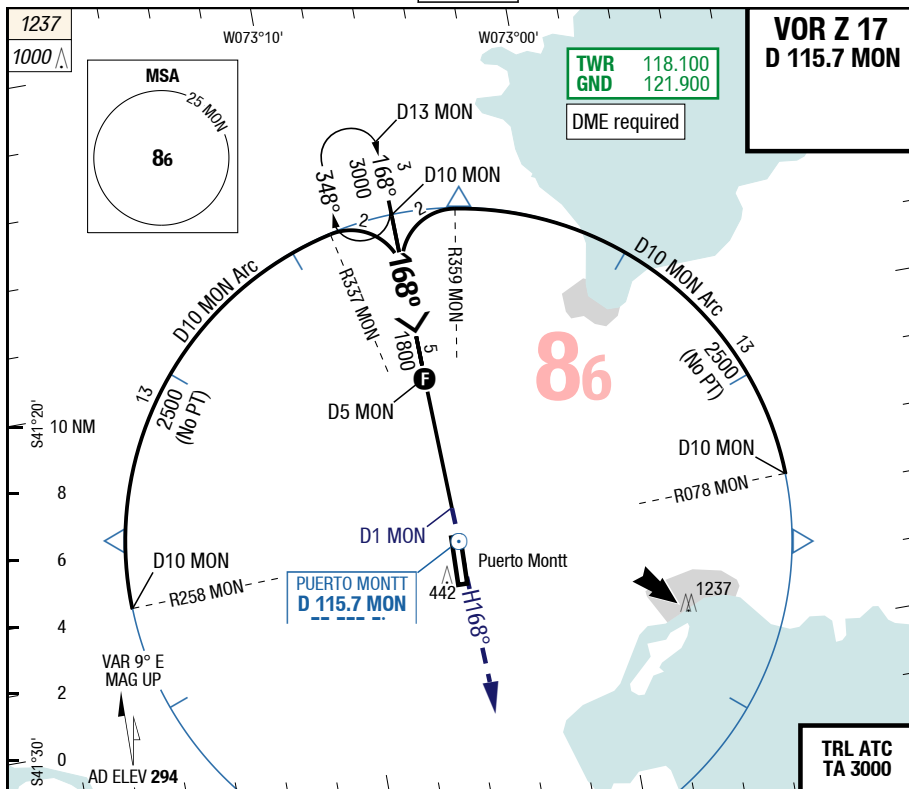 1237
1000
W073°10'
W073°00'
VOR Z 17
D 115.7 MON
MSA
25 MON
86
TWR 118.100
GND 121.900
DME required
D13 MON
3
168°
3000
348°
D10 MON
2
2
D10 MON Arc
R337 MON
168°
R359 MON
D10 MON Arc
13
2500
(No PT)
5
1800
F
D5 MON
86
13
2500
(No PT)
S41°20'
10 NM
8
6
4
2
0
S41°30'
D10 MON
R078 MON
D1 MON
Puerto Montt
D10 MON
R258 MON
PUERTO MONTT
D 115.7 MON
442
H168°
1237
VAR 9° E
MAG UP
AD ELEV 294
TRL ATC
TA 3000